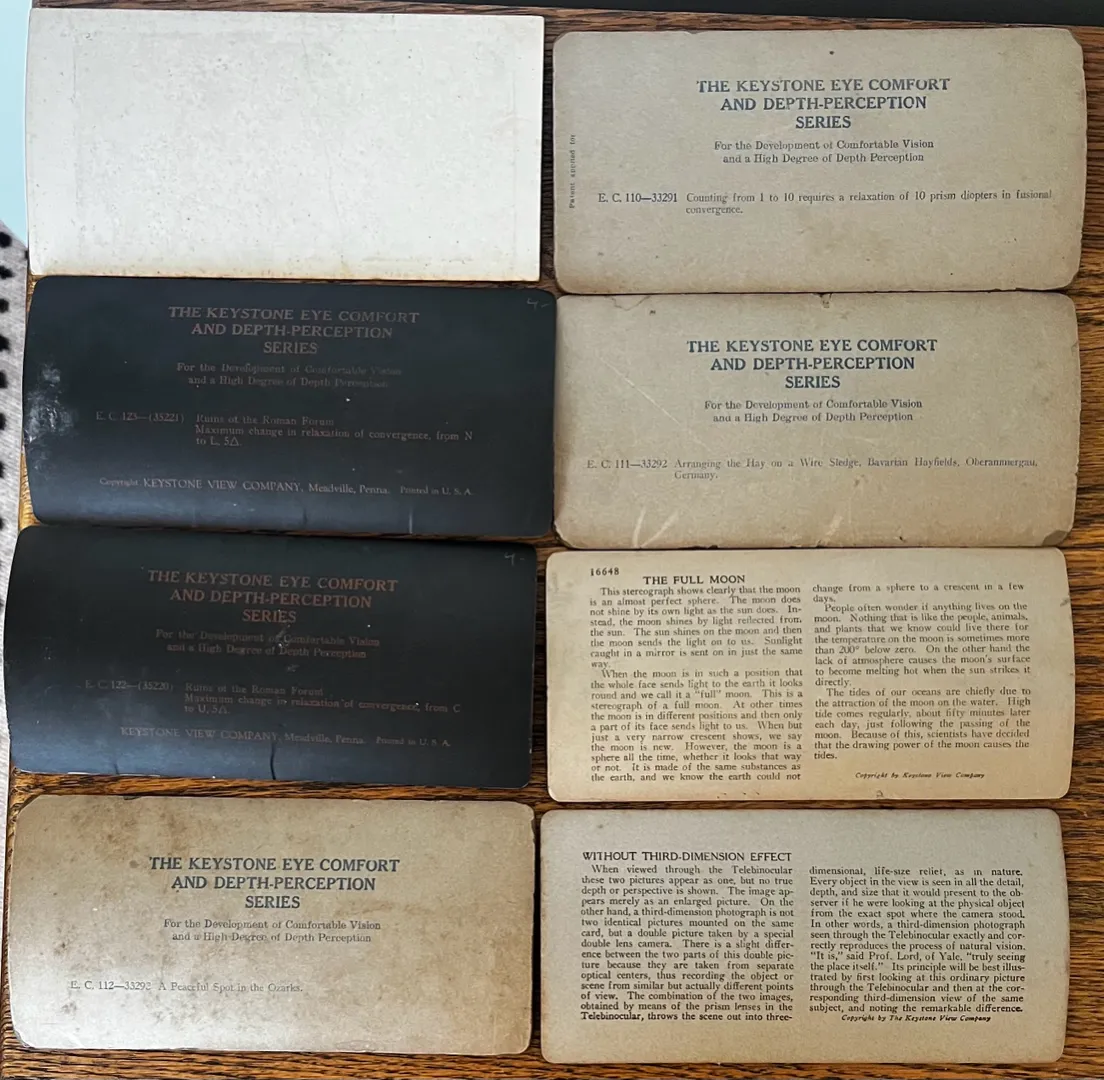 THE KEYSTONE EYE COMFORT
AND DEPTH-PERCEPTION
SERIES
For the Development of Comfortable Vision
and a High Degree of Depth Perception
Patent applied for
E. C. 110—33291 Counting from 1 to 10 requires a relaxation of 10 prism diopters in fusional
convergence.
THE KEYSTONE EYE COMFORT
AND DEPTH-PERCEPTION
SERIES
For the Development of Comfortable Vision
and a High Degree of Depth Perception
E. C. 123—(35221) Ruins of the Roman Forum
Maximum change in relaxation of convergence, from N
to L, 5△.
Copyright KEYSTONE VIEW COMPANY, Meadville, Penna. Printed in U. S. A.
THE KEYSTONE EYE COMFORT
AND DEPTH-PERCEPTION
SERIES
For the Development of Comfortable Vision
and a High Degree of Depth Perception
E. C. 111—33292 Arranging the Hay on a Wire Sledge, Bavarian Hayfields, Oberammergau,
Germany.
THE KEYSTONE EYE COMFORT
AND DEPTH-PERCEPTION
SERIES
For the Development of Comfortable Vision
and a High Degree of Depth Perception
E. C. 122—(35220) Ruins of the Roman Forum
Maximum change in relaxation of convergence, from C
to U, 5△.
KEYSTONE VIEW COMPANY, Meadville, Penna. Printed in U. S. A.
16648
THE FULL MOON
This stereograph shows clearly that the moon
is an almost perfect sphere. The moon does
not shine by its own light as the sun does. In-
stead, the moon shines by light reflected from
the sun. The sun shines on the moon and then
the moon sends the light on to us. Sunlight
caught in a mirror is sent on in just the same
way.
When the moon is in such a position that
the whole face sends light to the earth it looks
round and we call it a "full" moon. This is a
stereograph of a full moon. At other times
the moon is in different positions and then only
a part of its face sends light to us. When but
just a very narrow crescent shows, we say
the moon is new. However, the moon is a
sphere all the time, whether it looks that way
or not. It is made of the same substances as
the earth, and we know the earth could not
change from a sphere to a crescent in a few
days.
People often wonder if anything lives on the
moon. Nothing that is like the people, animals,
and plants that we know could live there for
the temperature on the moon is sometimes more
than 200° below zero. On the other hand the
lack of atmosphere causes the moon's surface
to become melting hot when the sun strikes it
directly.
The tides of our oceans are chiefly due to
the attraction of the moon on the water. High
tide comes regularly, about fifty minutes later
each day, just following the passing of the
moon. Because of this, scientists have decided
that the drawing power of the moon causes the
tides.
Copyright by Keystone View Company
THE KEYSTONE EYE COMFORT
AND DEPTH-PERCEPTION
SERIES
For the Development of Comfortable Vision
and a High Degree of Depth Perception
E. C. 112—33293 A Peaceful Spot in the Ozarks.
WITHOUT THIRD-DIMENSION EFFECT
When viewed through the Telebinocular
these two pictures appear as one, but no true
depth or perspective is shown. The image ap-
pears merely as an enlarged picture. On the
other hand, a third-dimension photograph is not
two identical pictures mounted on the same
card, but a double picture taken by a special
double lens camera. There is a slight differ-
ence between the two parts of this double pic-
ture because they are taken from separate
optical centers, thus recording the object or
scene from similar but actually different points
of view. The combination of the two images,
obtained by means of the prism lenses in the
Telebinocular, throws the scene out into three-
dimensional, life-size relief, as in nature.
Every object in the view is seen in all the detail,
depth, and size that it would present to the ob-
server if he were looking at the physical object
from the exact spot where the camera stood.
In other words, a third-dimension photograph
seen through the Telebinocular exactly and cor-
rectly reproduces the process of natural vision.
"It is," said Prof. Lord, of Yale, "truly seeing
the place itself." Its principle will be best illus-
trated by first looking at this ordinary picture
through the Telebinocular and then at the cor-
responding third-dimension view of the same
subject, and noting the remarkable difference.
Copyright by The Keystone View Company